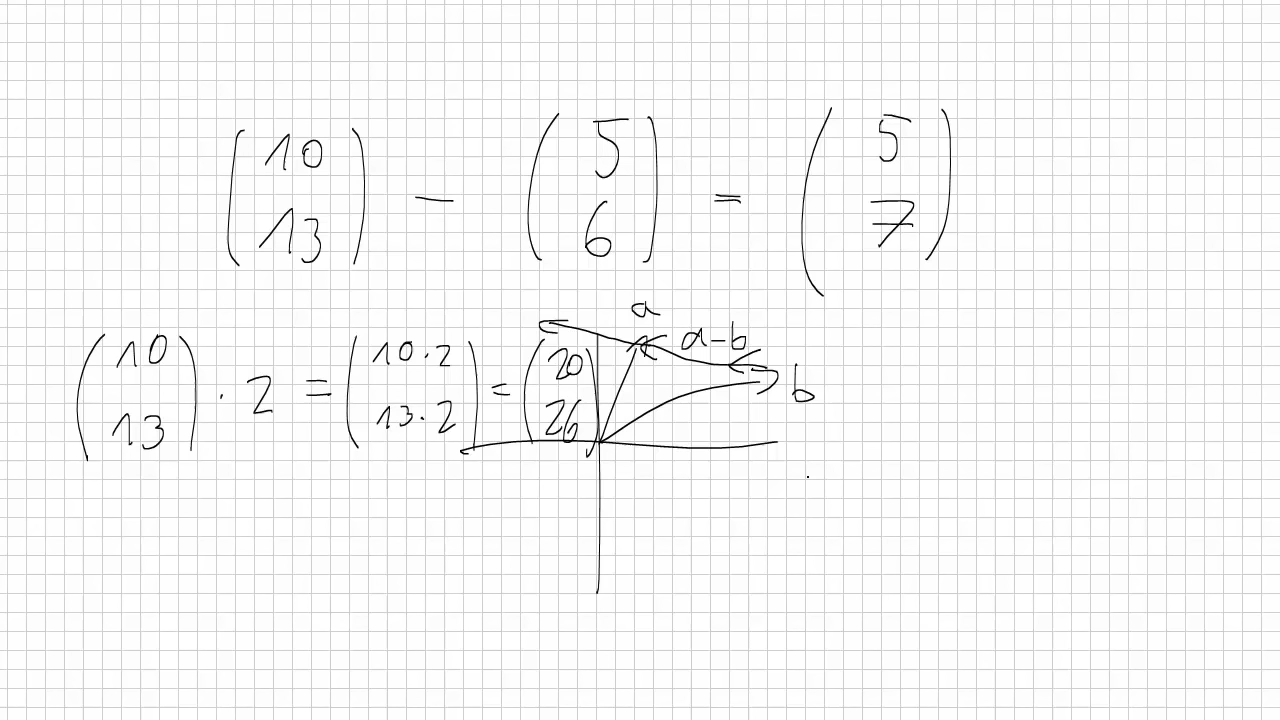 10 5 5
13 − 6 = 7
a
10 10·2 20 a-b
13 · 2 = 13·2 = 26 b